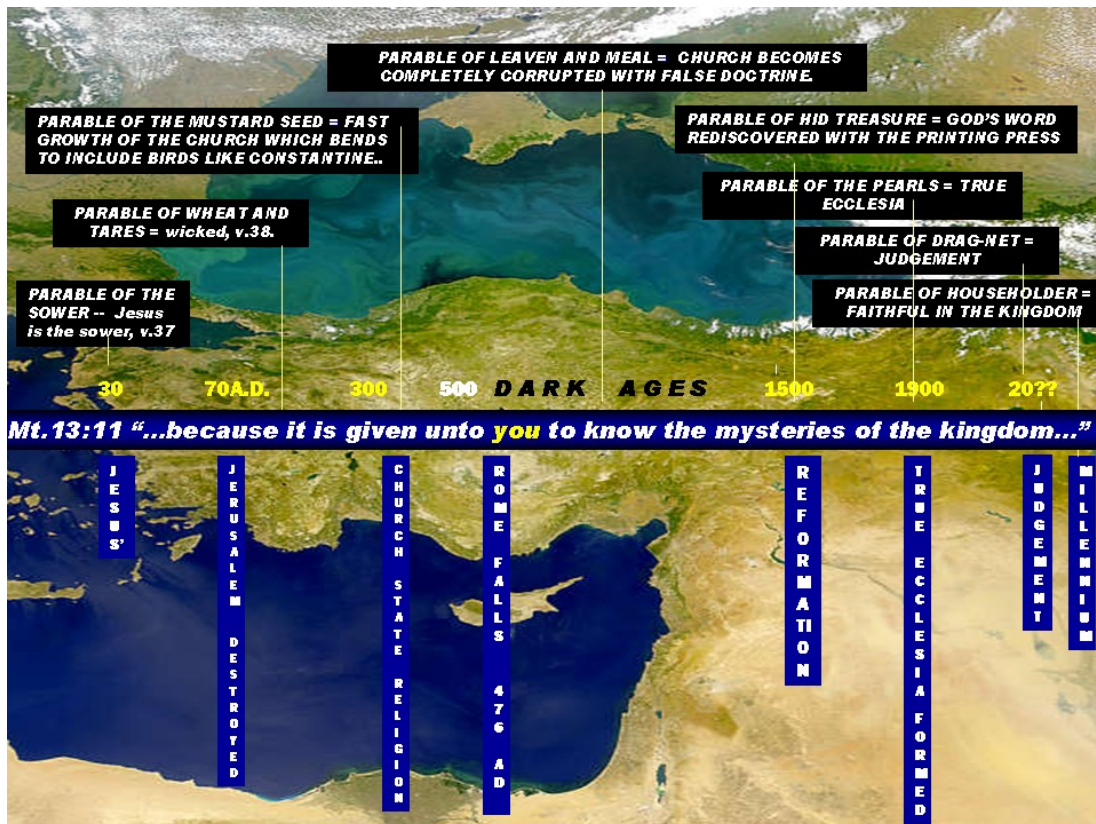 PARABLE OF LEAVEN AND MEAL = CHURCH BECOMES
COMPLETELY CORRUPTED WITH FALSE DOCTRINE.
PARABLE OF THE MUSTARD SEED = FAST
GROWTH OF THE CHURCH WHICH BENDS
TO INCLUDE BIRDS LIKE CONSTANTINE..
PARABLE OF HID TREASURE = GOD'S WORD
REDISCOVERED WITH THE PRINTING PRESS
PARABLE OF THE PEARLS = TRUE
ECCLESIA
PARABLE OF WHEAT AND
TARES = wicked, v.38.
PARABLE OF DRAG-NET =
JUDGEMENT
PARABLE OF THE
SOWER -- Jesus
is the sower, v.37
PARABLE OF HOUSEHOLDER =
FAITHFUL IN THE KINGDOM
30 70A.D. 300 500 DARK AGES 1500 1900 20??
Mt.13:11 “...because it is given unto you to know the mysteries of the kingdom...”
JESUS'
JERUSALEM DESTROYED
CHURCH STATE RELIGION
ROME FALLS 476 AD
REFORMATION
TRUE ECCLESIA FORMED
JUDGEMENT
MILLENNIUM